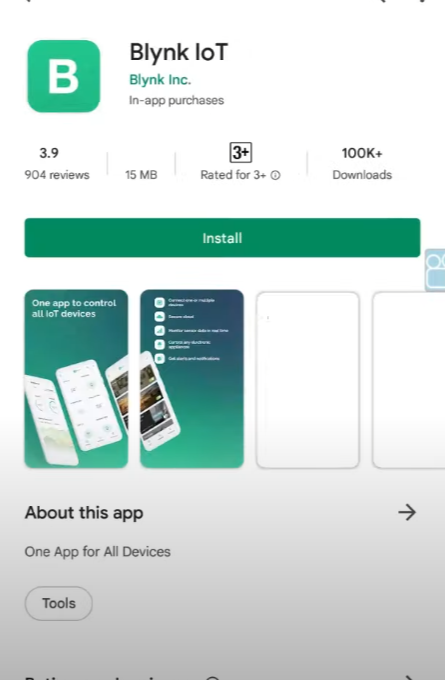 B
Blynk IoT
Blynk Inc.
In-app purchases
3.9
904 reviews
15 MB
3+
Rated for 3+
100K+
Downloads
Install
One app to control
all IoT devices
Connect one or multiple
devices
Secure cloud
Monitor sensor data in real time
Control any electronic
appliances
Get alerts and notifications
About this app
One App for All Devices
Tools